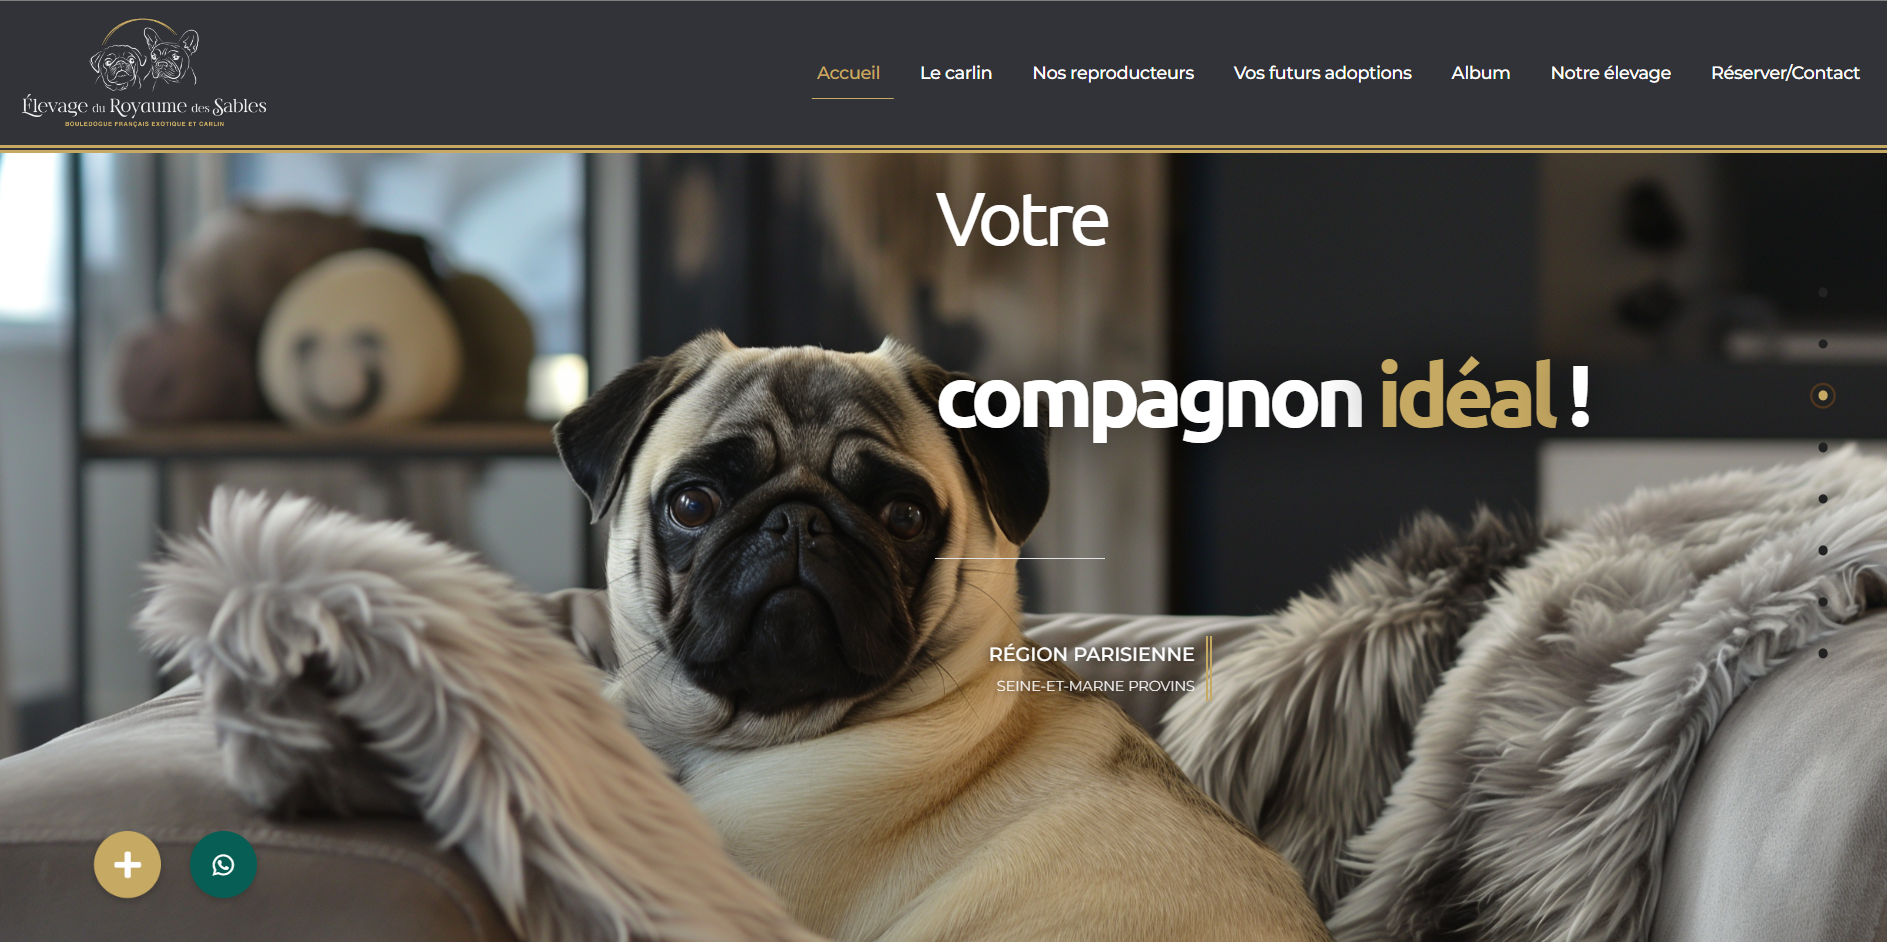 Élevage du Royaume des Sables
BOULEDOGUE FRANÇAIS EXOTIQUE ET CARLIN
Accueil Le carlin Nos reproducteurs Vos futurs adoptions Album Notre élevage Réserver/Contact
Votre
compagnon idéal !
RÉGION PARISIENNE
SEINE-ET-MARNE PROVINS